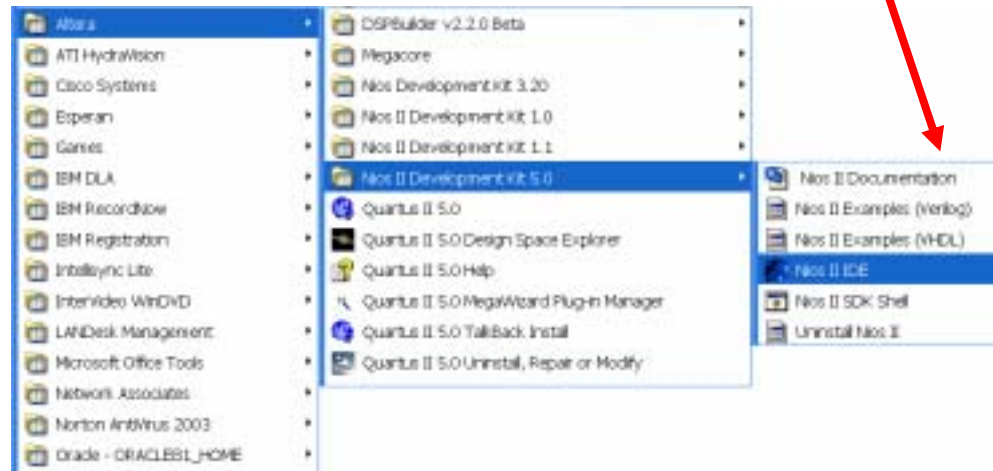 Altera
ATI HydraVision
Cisco Systems
Esperan
Games
IBM DLA
IBM RecordNow
IBM Registration
Intellisync Lite
InterVideo WinDVD
LANDesk Management
Microsoft Office Tools
Network Associates
Norton AntiVirus 2003
Oracle - ORACLE81_HOME
DSPBuilder v2.2.0 Beta
Megacore
Nios Development Kit 3.20
Nios II Development Kit 1.0
Nios II Development Kit 1.1
Nios II Development Kit 5.0
Quartus II 5.0
Quartus II 5.0 Design Space Explorer
Quartus II 5.0 Help
Quartus II 5.0 MegaWizard Plug-In Manager
Quartus II 5.0 TalkBack Install
Quartus II 5.0 Uninstall, Repair or Modify
Nios II Documentation
Nios II Examples (Verilog)
Nios II Examples (VHDL)
Nios II IDE
Nios II SDK Shell
Uninstall Nios II